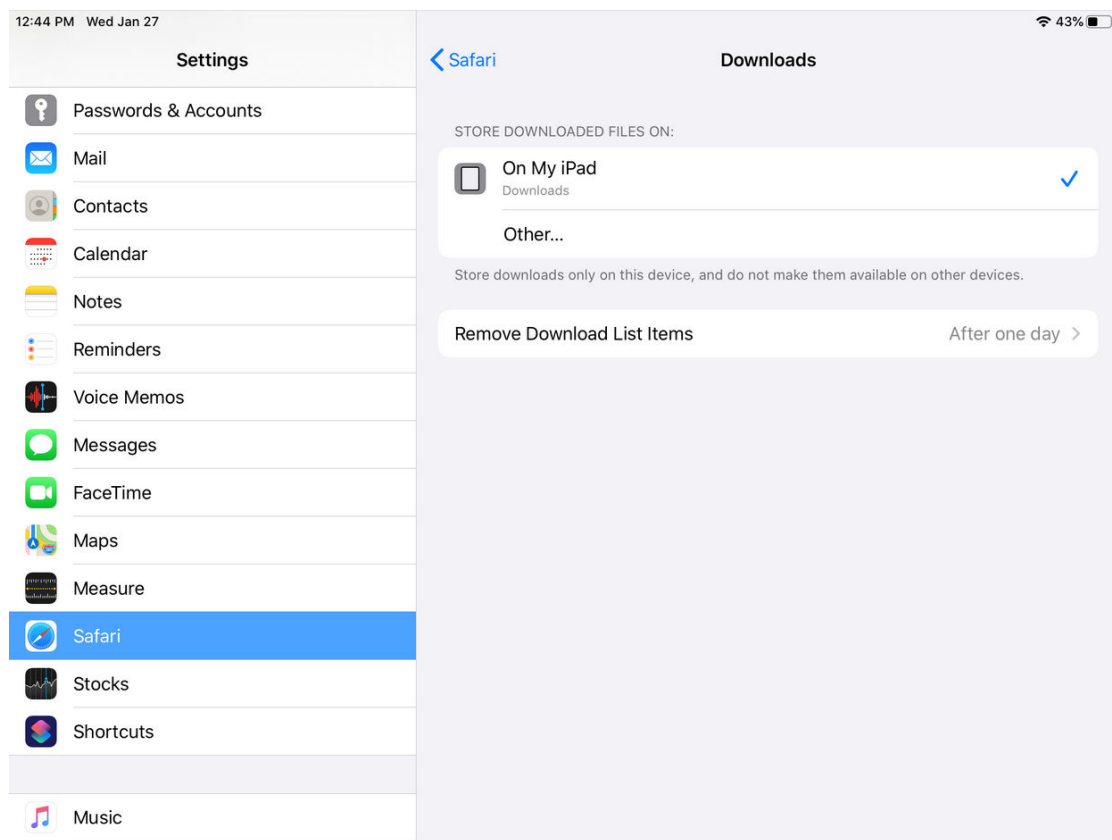 12:44 PM Wed Jan 27
43%
Settings
Passwords & Accounts
Mail
Contacts
Calendar
Notes
Reminders
Voice Memos
Messages
FaceTime
Maps
Measure
Safari
Stocks
Shortcuts
Music
Safari
Downloads
STORE DOWNLOADED FILES ON:
On My iPad
Downloads
Other...
Store downloads only on this device, and do not make them available on other devices.
Remove Download List Items After one day